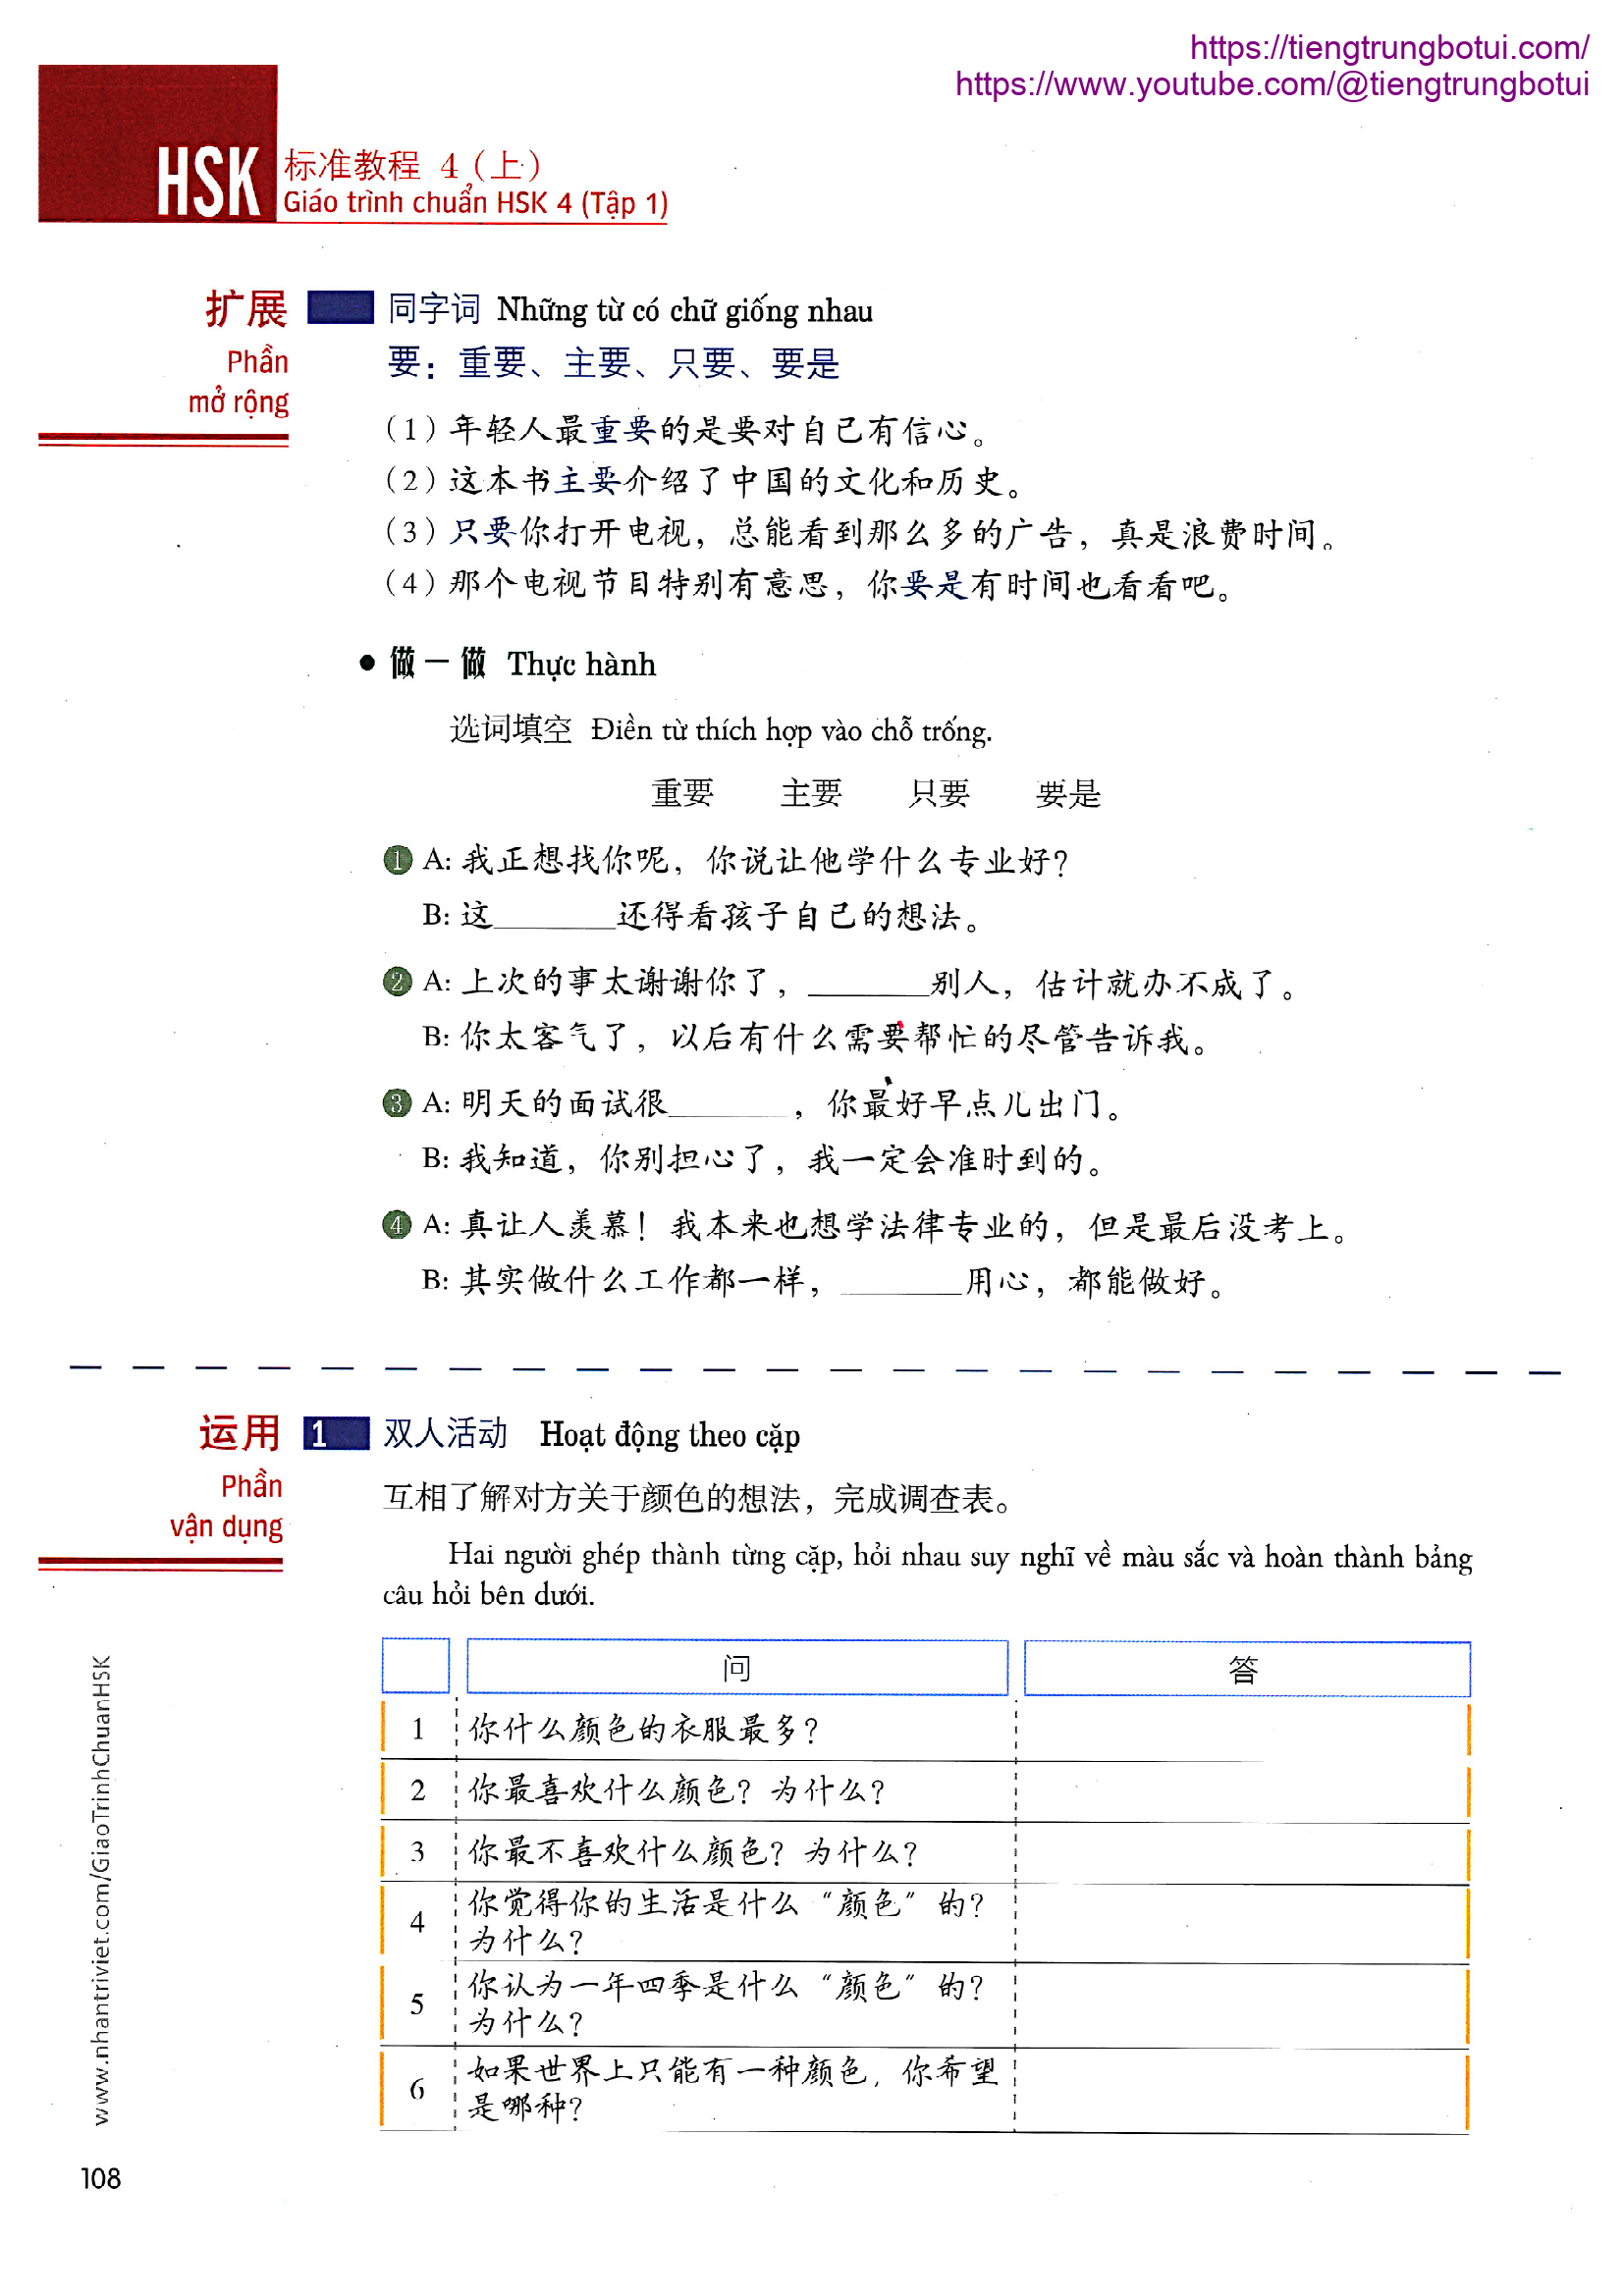 https://tiengtrungbotui.com/
https://www.youtube.com/@tiengtrungbotui
HSK 标准教程 4（上）
Giáo trình chuẩn HSK 4 (Tập 1)
扩展
Phần
mở rộng
同字词 Những từ có chữ giống nhau
要：重要、主要、只要、要是
（1）年轻人最重要的是要对自己有信心。
（2）这本书主要介绍了中国的文化和历史。
（3）只要你打开电视，总能看到那么多的广告，真是浪费时间。
（4）那个电视节目特别有意思，你要是有时间也看看吧。
● 做一做 Thực hành
选词填空 Điền từ thích hợp vào chỗ trống.
重要 主要 只要 要是
1 A: 我正想找你呢，你说让他学什么专业好？
B: 这______还得看孩子自己的想法。
2 A: 上次的事太谢谢你了，______别人，估计就办不成了。
B: 你太客气了，以后有什么需要帮忙的尽管告诉我。
3 A: 明天的面试很______，你最好早点儿出门。
B: 我知道，你别担心了，我一定会准时到的。
4 A: 真让人羡慕！我本来也想学法律专业的，但是最后没考上。
B: 其实做什么工作都一样，______用心，都能做好。
运用
Phần
vận dụng
1 双人活动 Hoạt động theo cặp
互相了解对方关于颜色的想法，完成调查表。
Hai người ghép thành từng cặp, hỏi nhau suy nghĩ về màu sắc và hoàn thành bảng
câu hỏi bên dưới.
问 答
1 你什么颜色的衣服最多？
2 你最喜欢什么颜色？为什么？
3 你最不喜欢什么颜色？为什么？
4 你觉得你的生活是什么“颜色”的？
为什么？
5 你认为一年四季是什么“颜色”的？
为什么？
6 如果世界上只能有一种颜色，你希望
是哪种？
www.nhantriviet.com/GiaoTrinhChuanHSK
108